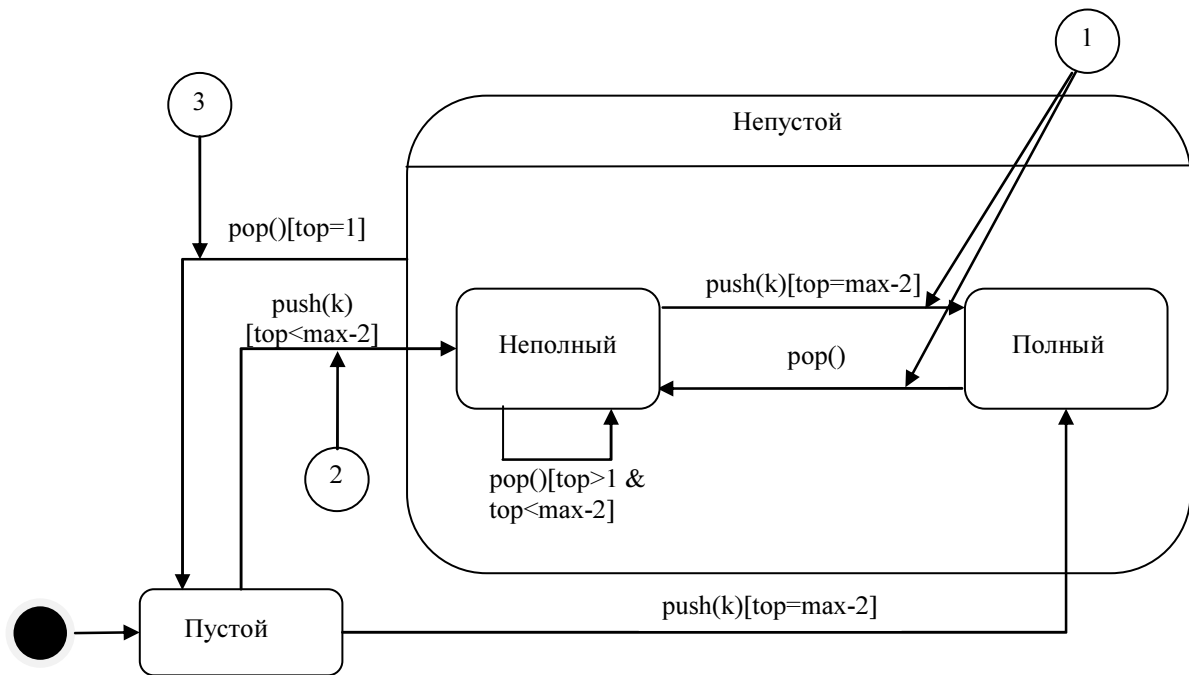 1
3
Непустой
pop()[top=1]
push(k)[top=max-2]
push(k)
[top<max-2]
Неполный
Полный
pop()
2
pop()[top>1 &
top<max-2]
push(k)[top=max-2]
Пустой